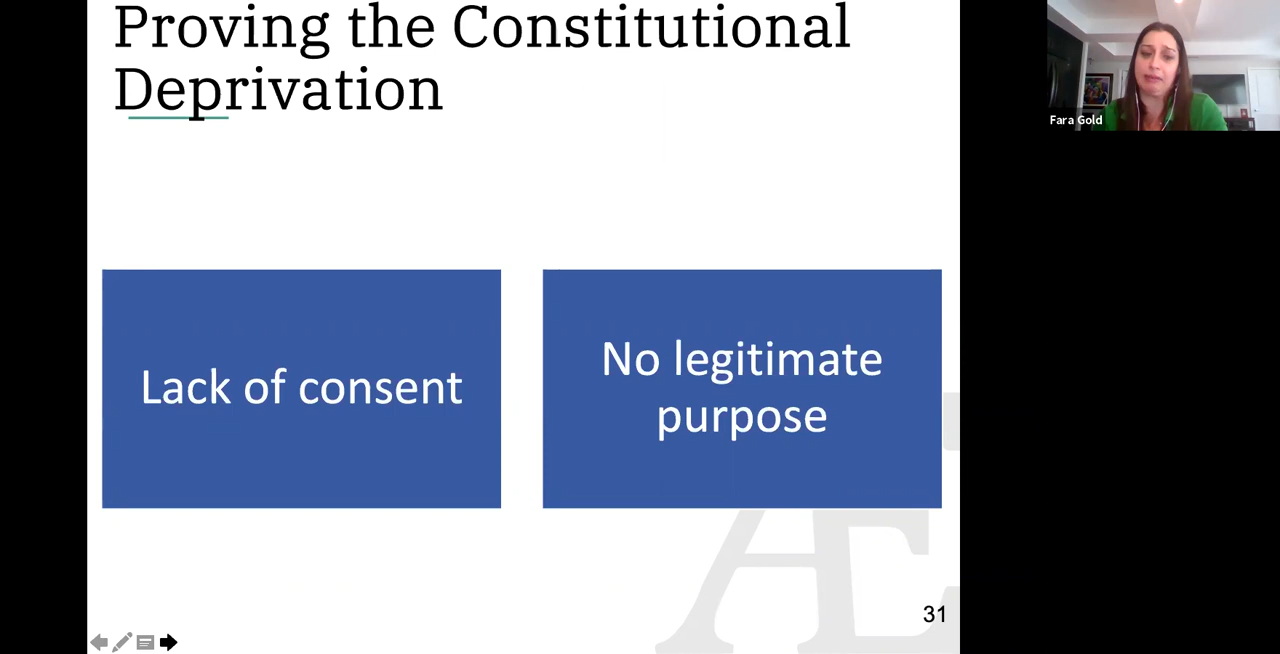 Proving the Constitutional
Deprivation
Lack of consent
No legitimate
purpose
31
Fara Gold